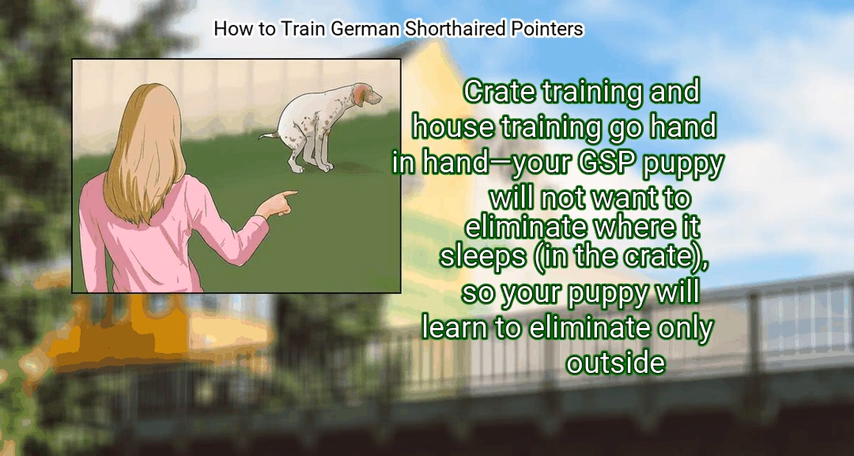 How to Train German Shorthaired Pointers
Crate training and
house training go hand
in hand—your GSP puppy
will not want to
eliminate where it
sleeps (in the crate),
so your puppy will
learn to eliminate only
outside